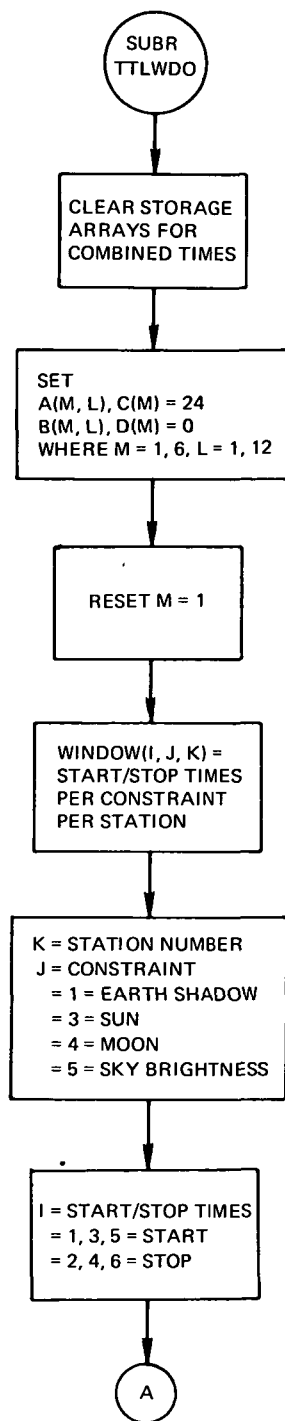 SUBR
TTLWDO
CLEAR STORAGE
ARRAYS FOR
COMBINED TIMES
SET
A(M, L), C(M) = 24
B(M, L), D(M) = 0
WHERE M = 1, 6, L = 1, 12
RESET M = 1
WINDOW(I, J, K) =
START/STOP TIMES
PER CONSTRAINT
PER STATION
K = STATION NUMBER
J = CONSTRAINT
= 1 = EARTH SHADOW
= 3 = SUN
= 4 = MOON
= 5 = SKY BRIGHTNESS
I = START/STOP TIMES
= 1, 3, 5 = START
= 2, 4, 6 = STOP
A